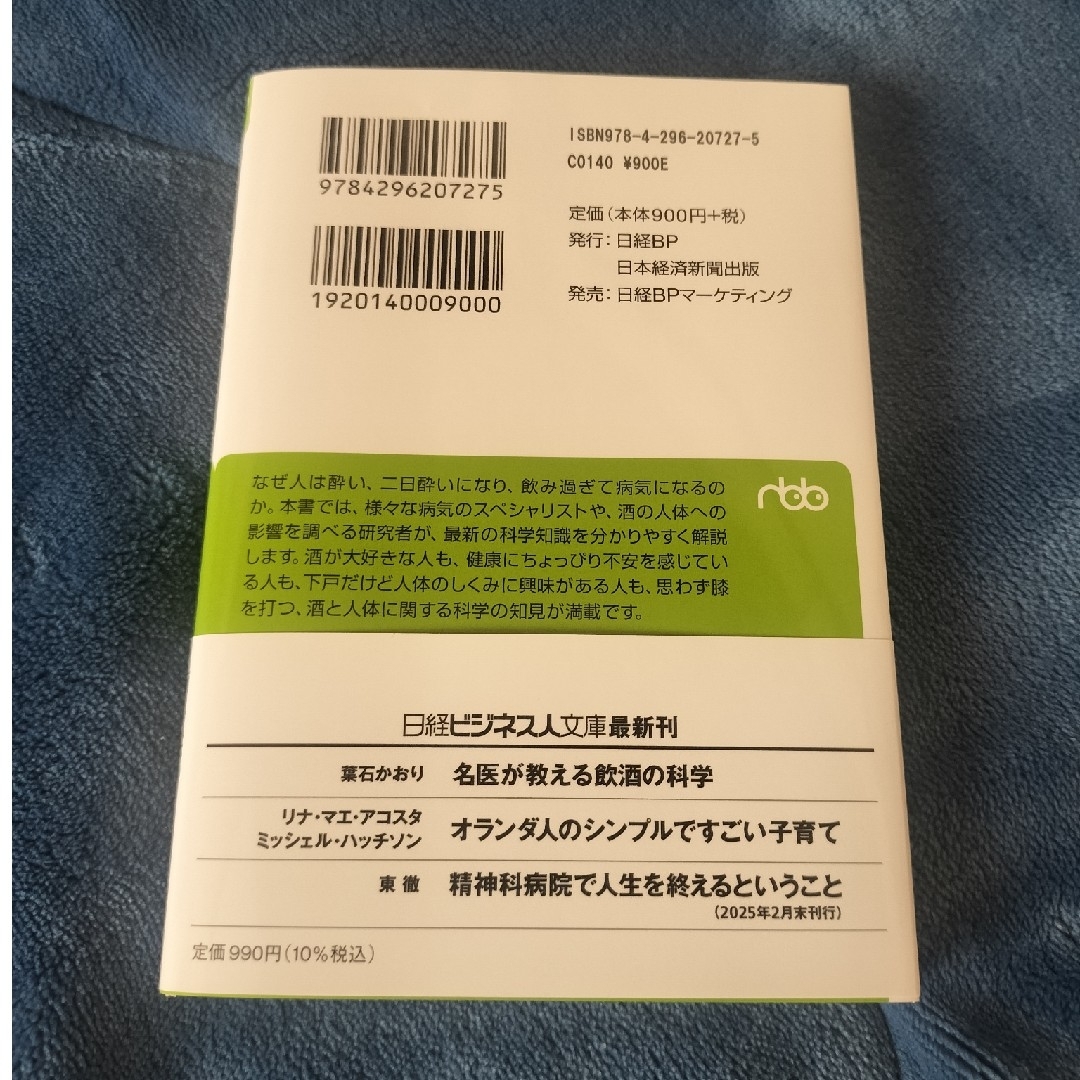 9784296207275
1920140009000
ISBN978-4-296-20727-5
C0140 ¥900E
定価(本体900円+税)
発行：日経BP
日本経済新聞出版
発売：日経BPマーケティング
なぜ人は酔い、二日酔いになり、飲み過ぎて病気になるの
か。本書では、様々な病気のスペシャリストや、酒の人体への
影響を調べる研究者が、最新の科学知識を分かりやすく解説
します。酒が大好きな人も、健康にちょっぴり不安を感じてい
る人も、下戸だけど人体のしくみに興味がある人も、思わず膝
を打つ、酒と人体に関する科学の知見が満載です。
nbb
日経ビジネス人文庫最新刊
葉石かおり 名医が教える飲酒の科学
リナ・マエ・アコスタ
ミッシェル・ハッチソン オランダ人のシンプルですごい子育て
東 徹 精神科病院で人生を終えるということ
(2025年2月末刊行)
定価990円(10%税込)